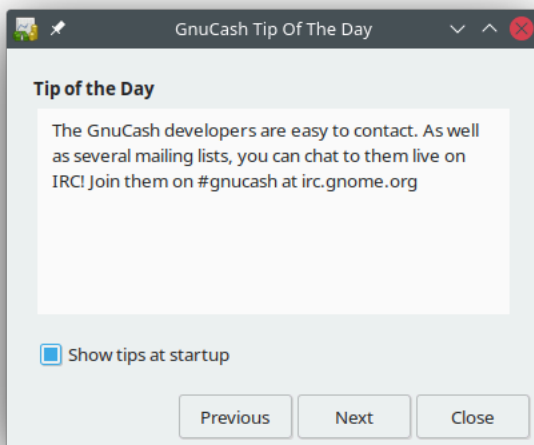 GnuCash Tip Of The Day
Tip of the Day
The GnuCash developers are easy to contact. As well
as several mailing lists, you can chat to them live on
IRC! Join them on #gnucash at irc.gnome.org
Show tips at startup
Previous
Next
Close